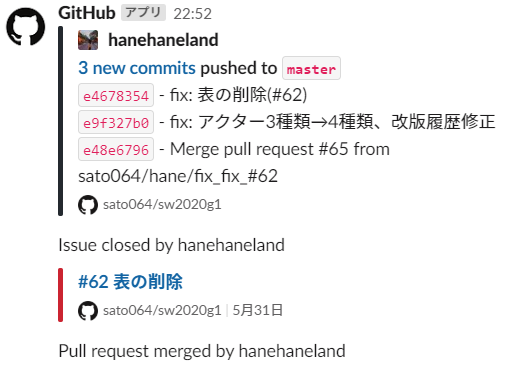 GitHub アプリ 22:52
hanehaneland
3 new commits pushed to master
e4678354 - fix: 表の削除(#62)
e9f327b0 - fix: アクター3種類→4種類、改版履歴修正
e48e6796 - Merge pull request #65 from
sato064/hane/fix_fix_#62
sato064/sw2020g1
Issue closed by hanehaneland
#62 表の削除
sato064/sw2020g1 | 5月31日
Pull request merged by hanehaneland